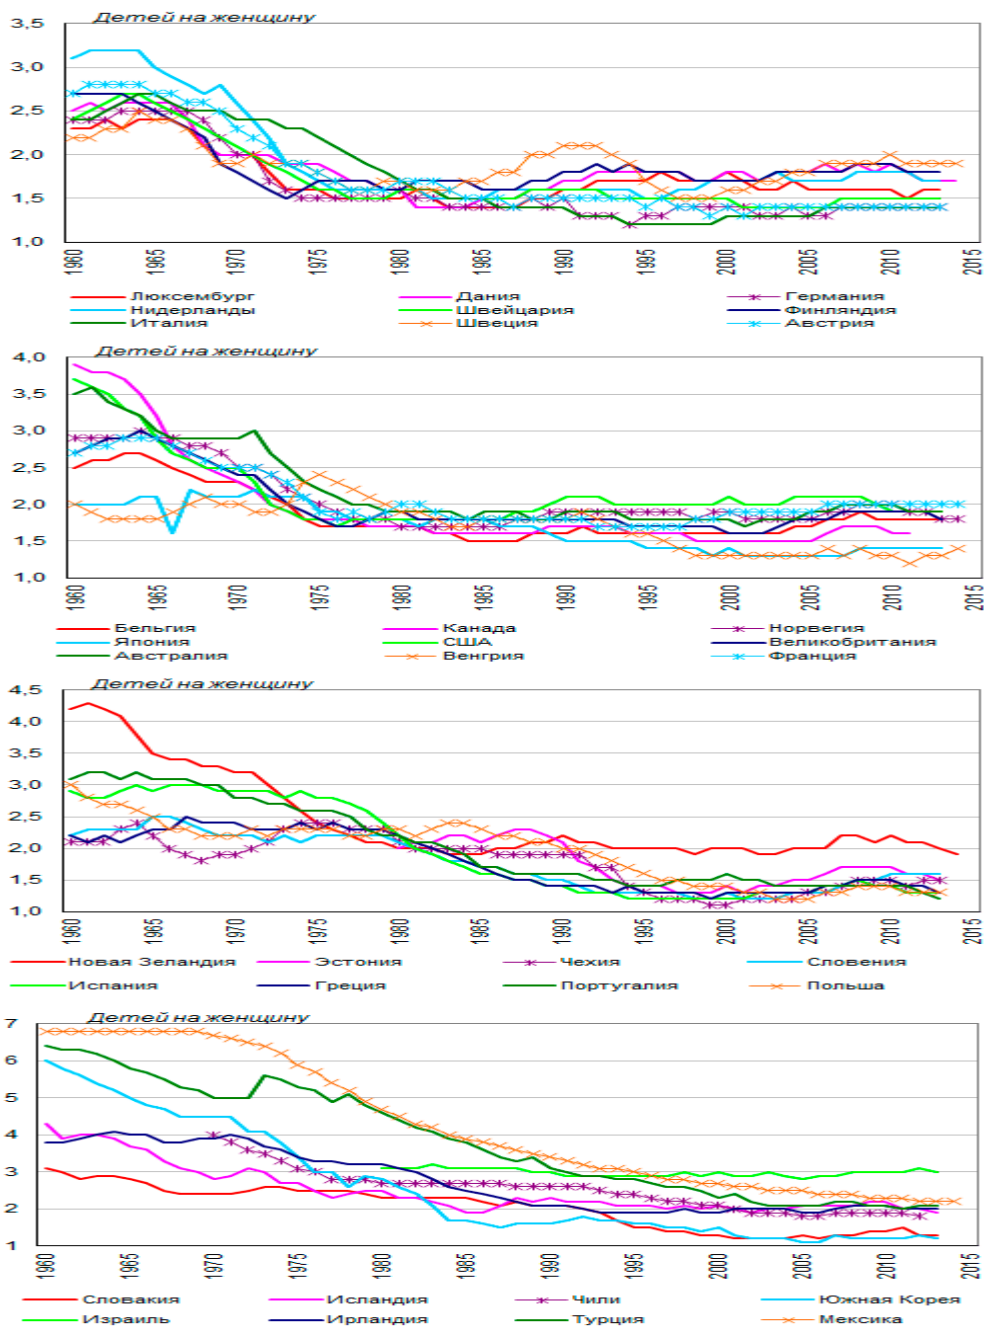 Детей на женщину
3,5
3,0
2,5
2,0
1,5
1,0
1960 1965 1970 1975 1980 1985 1990 1995 2000 2005 2010 2015
Люксембург Дания Германия
Нидерланды Швейцария Финляндия
Италия Швеция Австрия
Детей на женщину
4,0
3,5
3,0
2,5
2,0
1,5
1,0
1960 1965 1970 1975 1980 1985 1990 1995 2000 2005 2010 2015
Бельгия Канада Норвегия
Япония США Великобритания
Австралия Венгрия Франция
Детей на женщину
4,5
4,0
3,5
3,0
2,5
2,0
1,5
1,0
1960 1965 1970 1975 1980 1985 1990 1995 2000 2005 2010 2015
Новая Зеландия Эстония Чехия Словения
Испания Греция Португалия Польша
Детей на женщину
7
6
5
4
3
2
1
1960 1965 1970 1975 1980 1985 1990 1995 2000 2005 2010 2015
Словакия Исландия Чили Южная Корея
Израиль Ирландия Турция Мексика